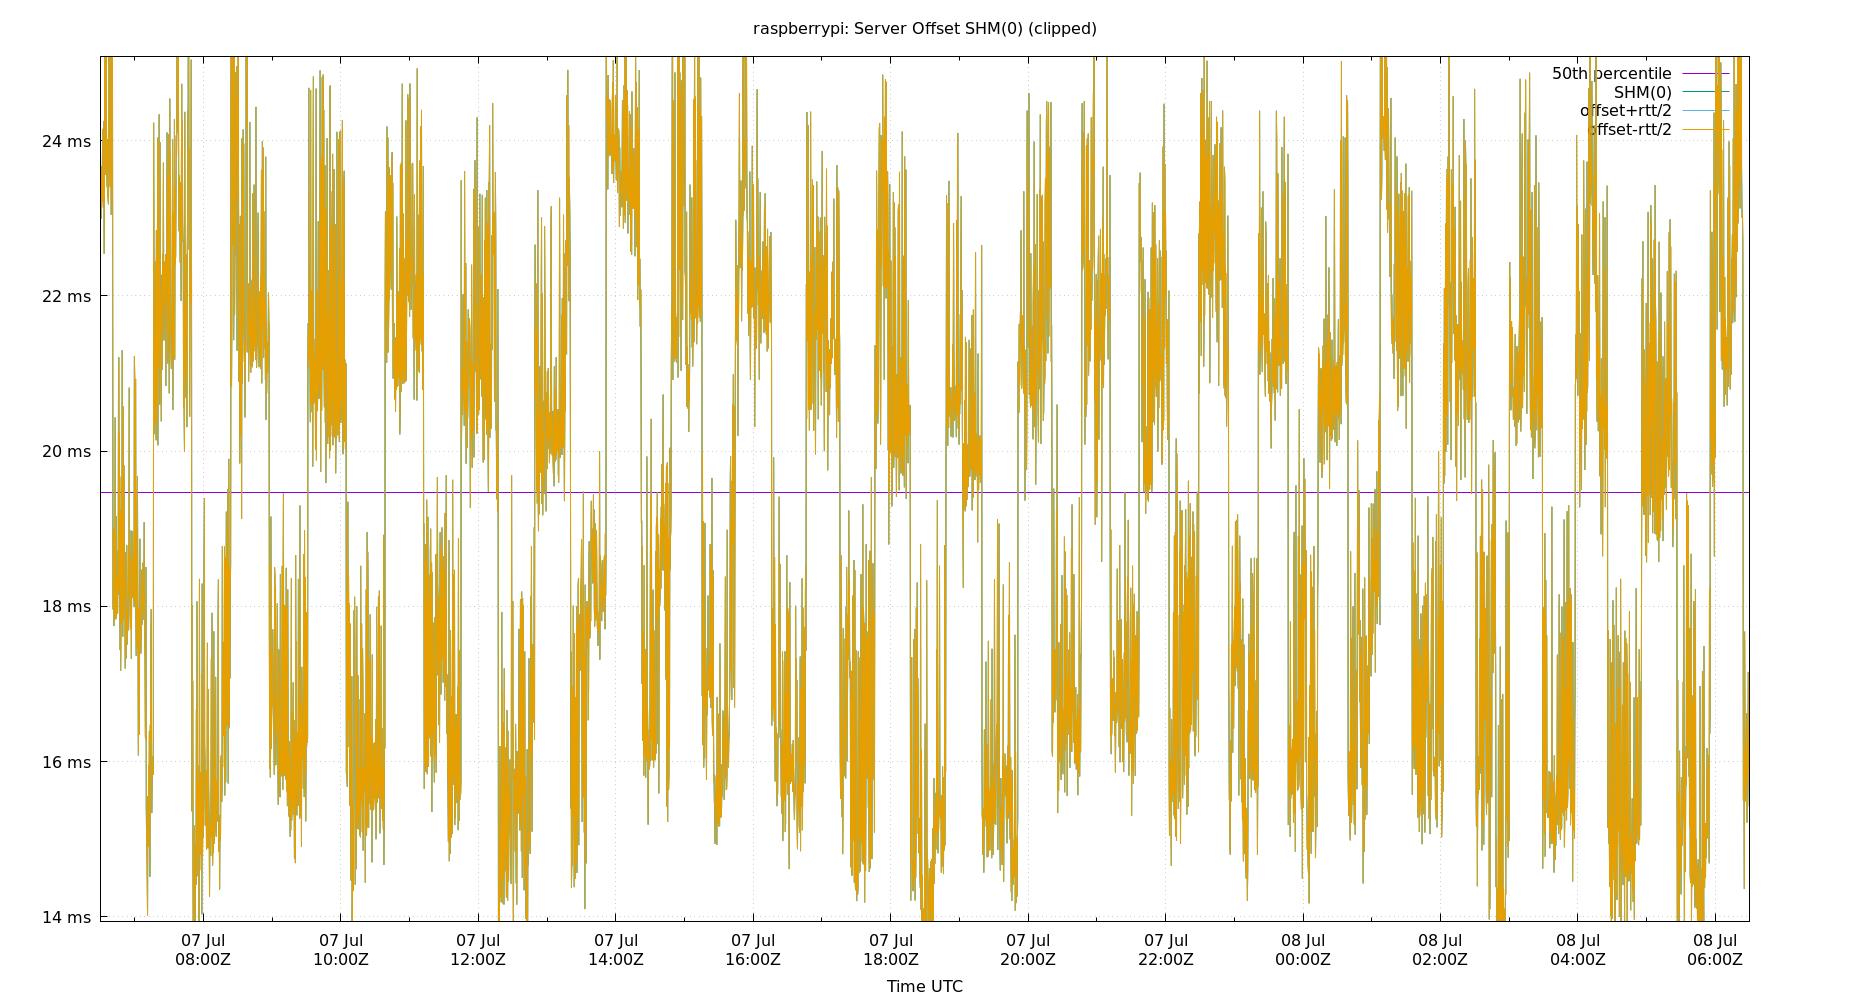 raspberrypi: Server Offset SHM(0) (clipped)
50th percentile
SHM(0)
offset+rtt/2
offset-rtt/2
24 ms
22 ms
20 ms
18 ms
16 ms
14 ms
07 Jul 07 Jul 07 Jul 07 Jul 07 Jul 07 Jul 07 Jul 07 Jul 08 Jul 08 Jul 08 Jul 08 Jul
08:00Z 10:00Z 12:00Z 14:00Z 16:00Z 18:00Z 20:00Z 22:00Z 00:00Z 02:00Z 04:00Z 06:00Z
Time UTC